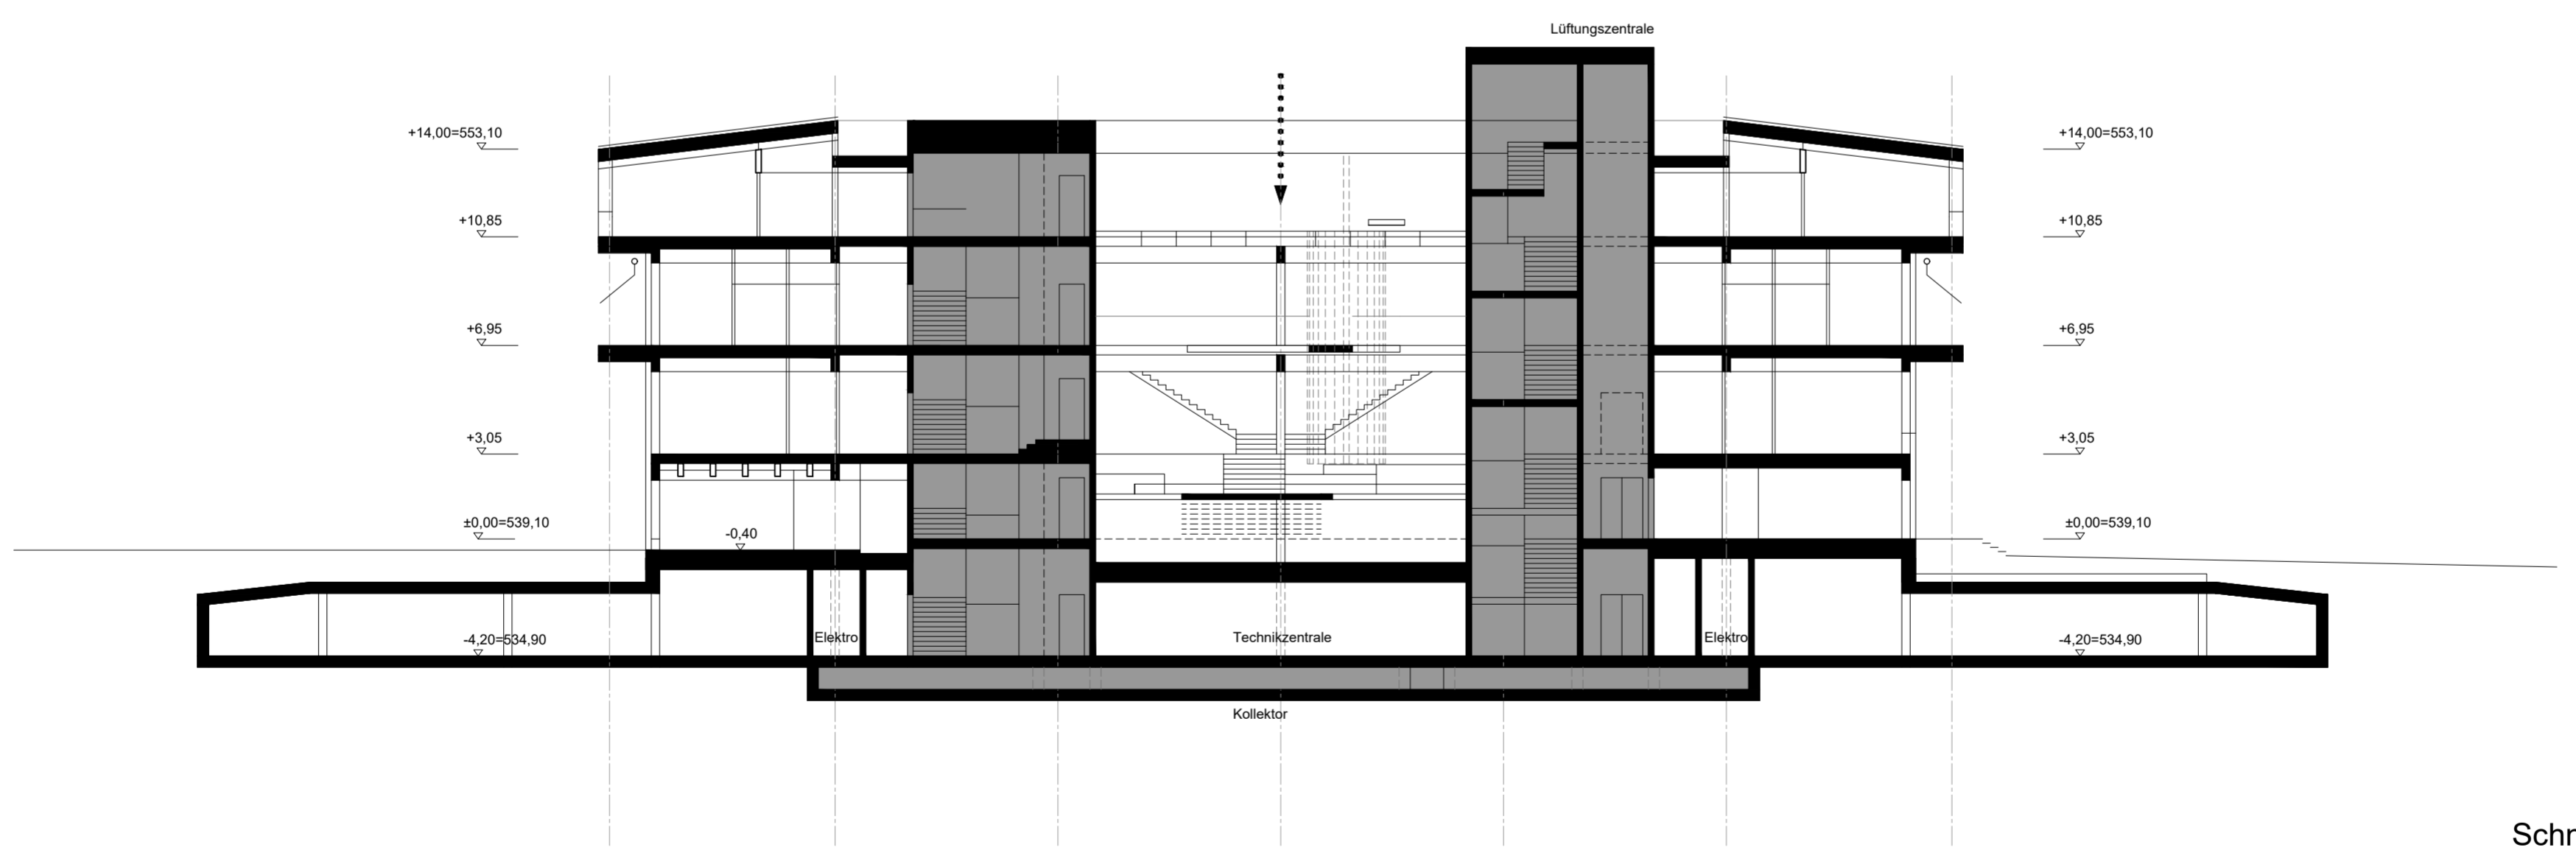 Lüftungszentrale
+14,00=553,10
+14,00=553,10
+10,85
+10,85
+6,95
+6,95
+3,05
+3,05
±0,00=539,10
-0,40
±0,00=539,10
-4,20=534,90
Elektro
Technikzentrale
Elektro
-4,20=534,90
Kollektor
Schn